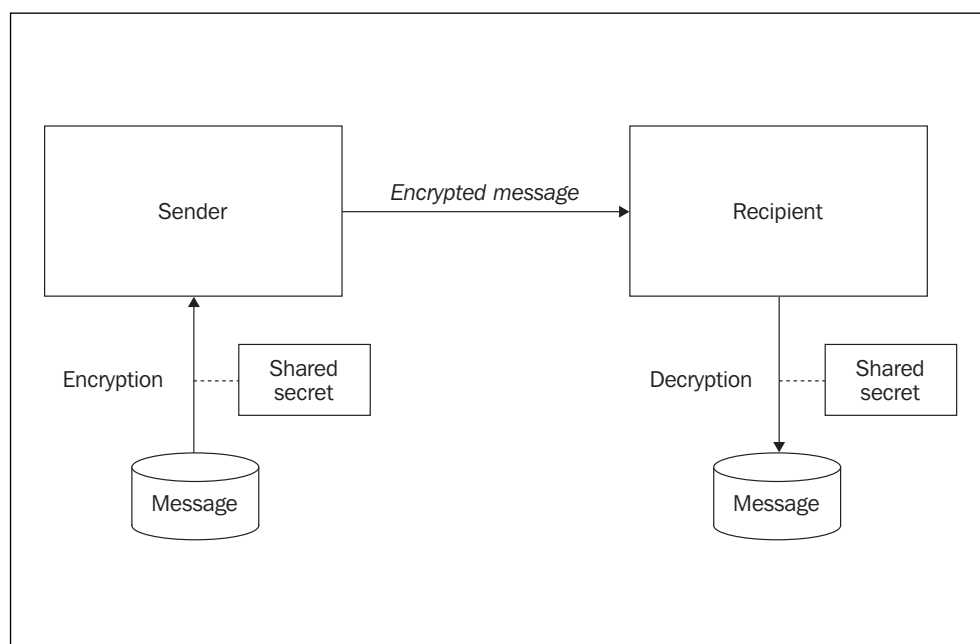 Encrypted message
Sender
Recipient
Encryption
Shared
secret
Decryption
Shared
secret
Message
Message